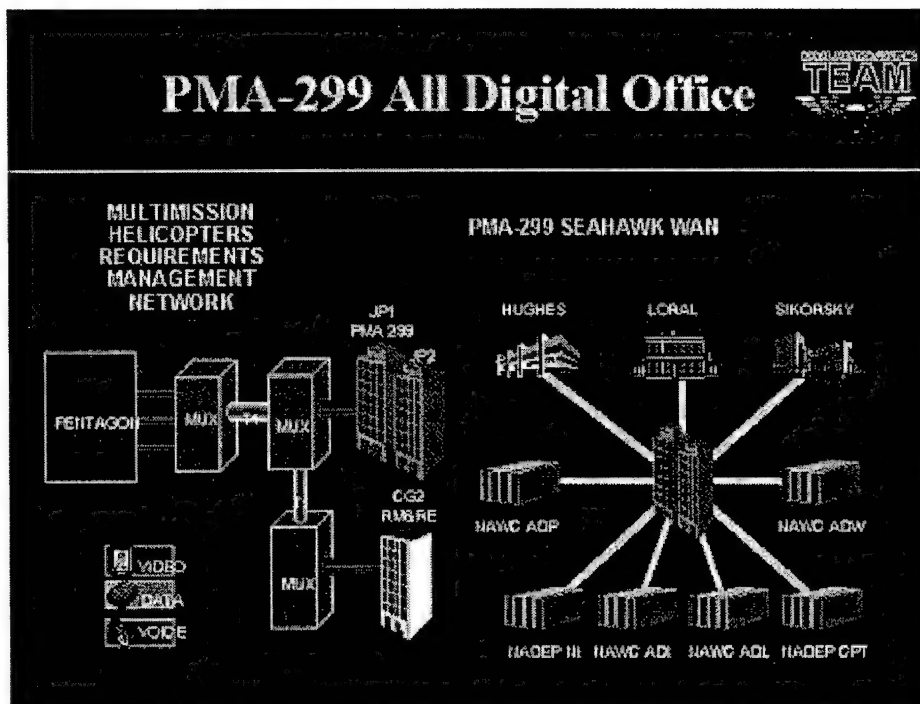 PMA-299 All Digital Office
TEAM
MULTIMISSION
HELICOPTERS
REQUIREMENTS
MANAGEMENT
NETWORK
PMA-299 SEAHAWK WAN
JP1
PMA 299
JP2
HUGHES
LORAL
SIKORSKY
PENTAGON
MUX
T1
MUX
CG2
NAWC ADP
NAWC ADW
MUX
VIDEO
DATA
VOICE
NADEP NI
NAWC ADI
NAWC ADL
NADEP CPT